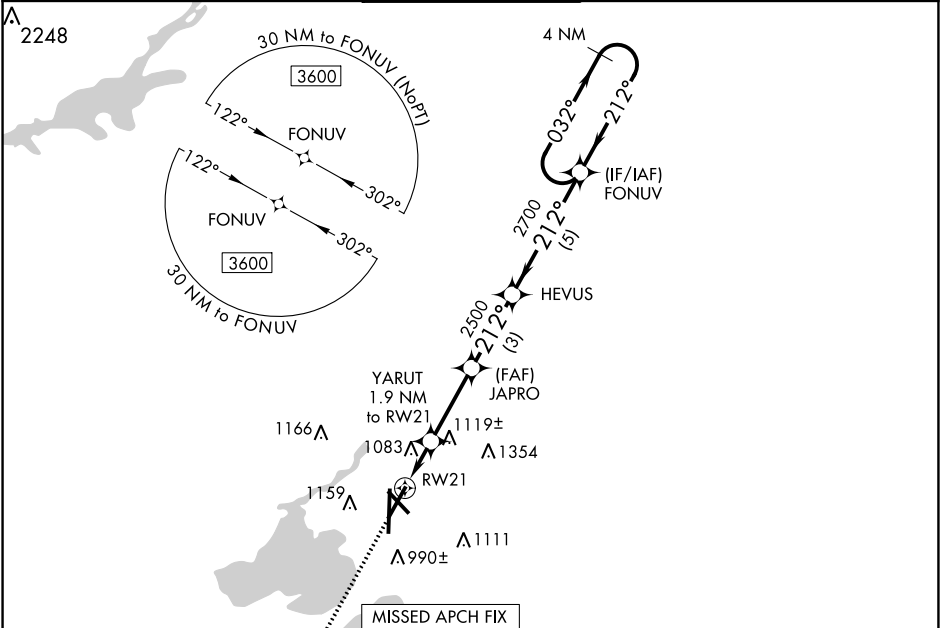 2248
30 NM to FONUV (NoPT)
3600
122°
FONUV
302°
122°
FONUV
302°
3600
30 NM to FONUV
4 NM
032°
212°
(IF/IAF)
FONUV
2700
212°
(5)
HEVUS
2500
212°
(3)
(FAF)
JAPRO
YARUT
1.9 NM
to RW21
1166
1083
1119±
1354
RW21
1159
1111
990±
MISSED APCH FIX